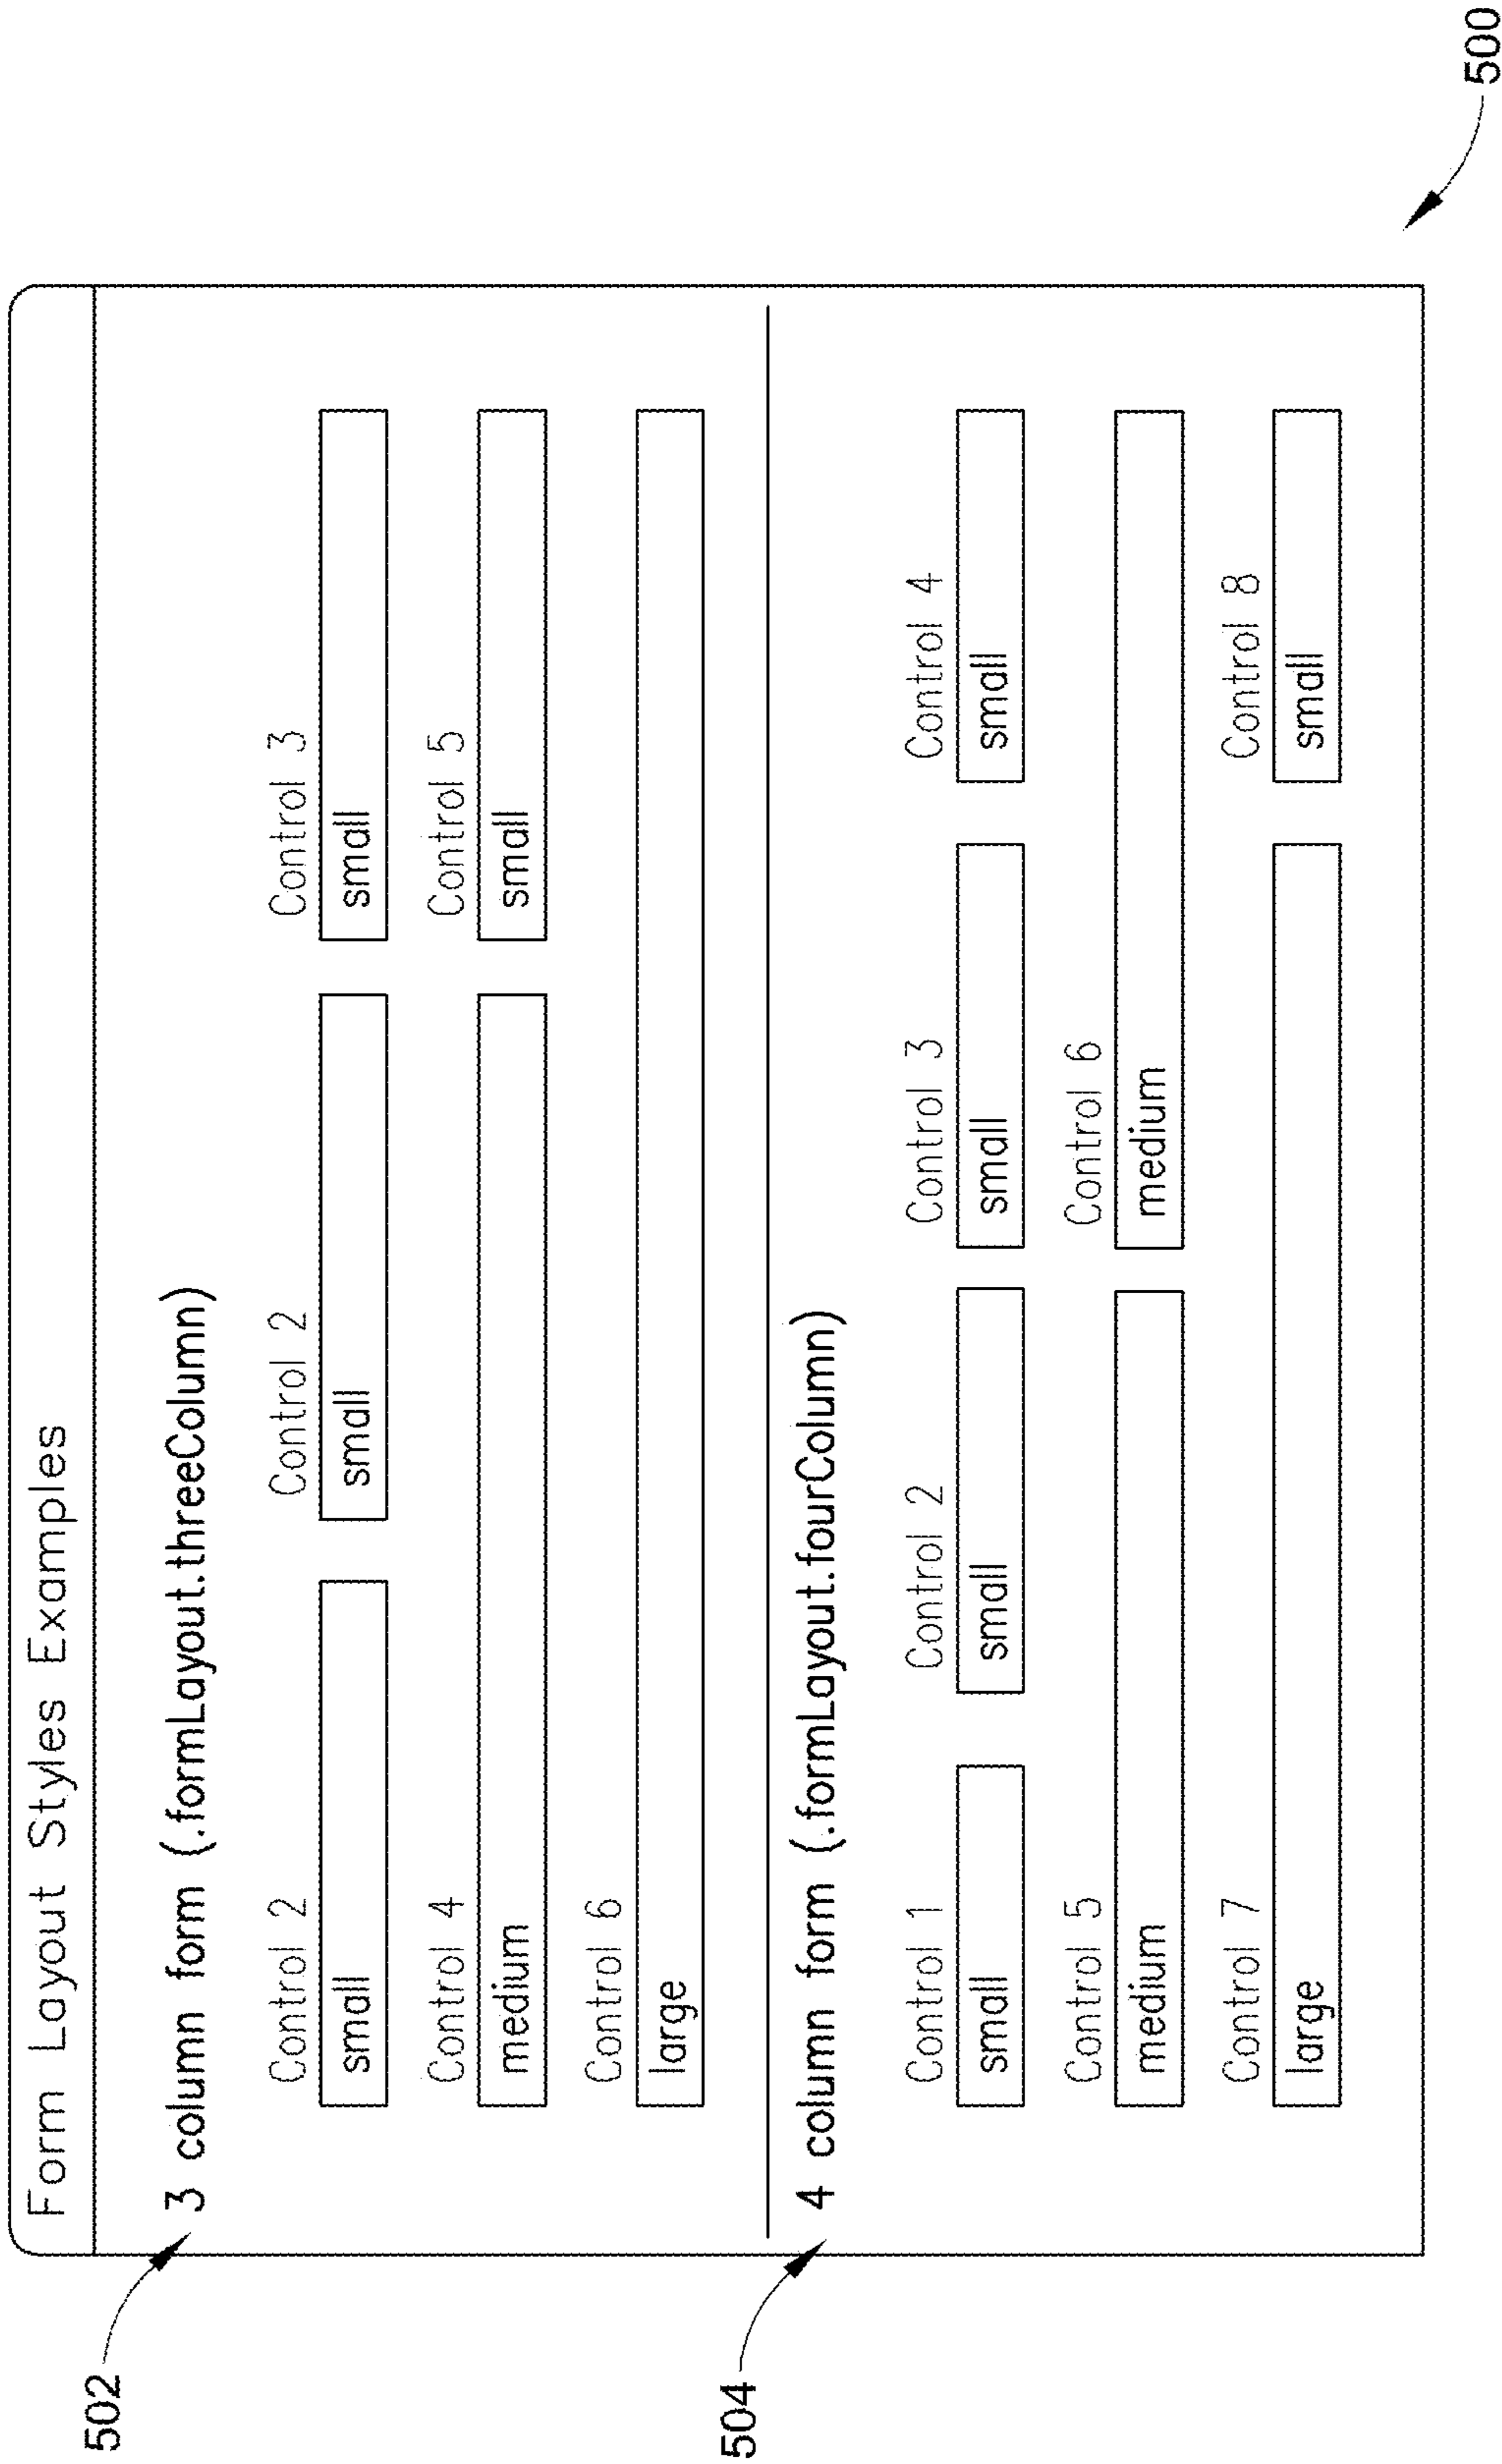 Form Layout Styles Examples
502
3 column form (.formLayout.threeColumn)
Control 2 Control 2 Control 3
small small small
Control 4 Control 5
medium small
Control 6
large
504
4 column form (.formLayout.fourColumn)
Control 1 Control 2 Control 3 Control 4
small small small small
Control 5 Control 6
medium medium
Control 7 Control 8
large small
500